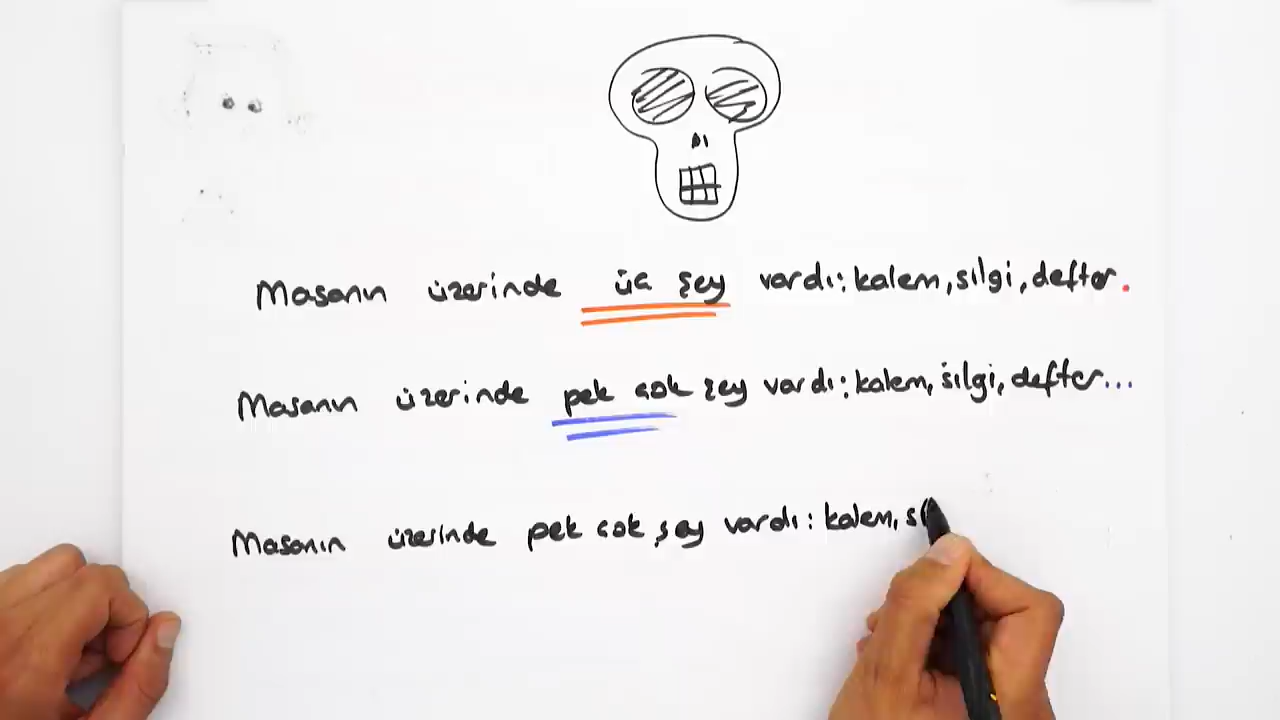 Masanın üzerinde üç şey vardı: kalem, silgi, defter.
Masanın üzerinde pek çok şey vardı: kalem, silgi, defter...
Masanın üzerinde pek çok şey vardı: kalem, si